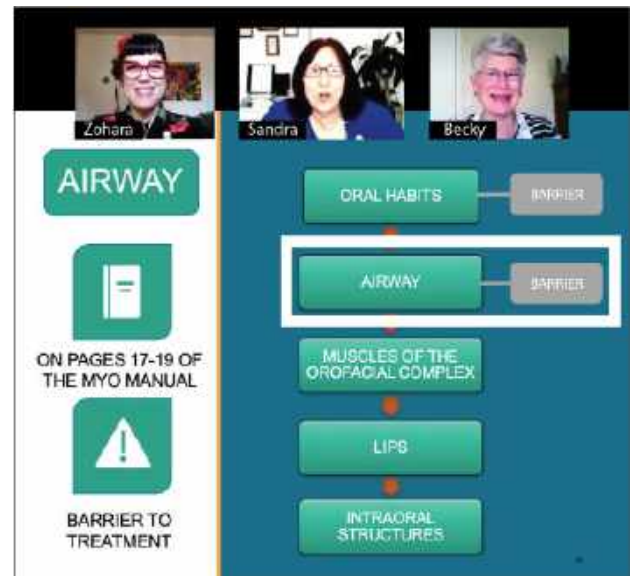 Zohara
Sandra
Becky
AIRWAY
ON PAGES 17-19 OF
THE MYO MANUAL
BARRIER TO
TREATMENT
ORAL HABITS
BARRIER
AIRWAY
BARRIER
MUSCLES OF THE
OROFACIAL COMPLEX
LIPS
INTRAORAL
STRUCTURES